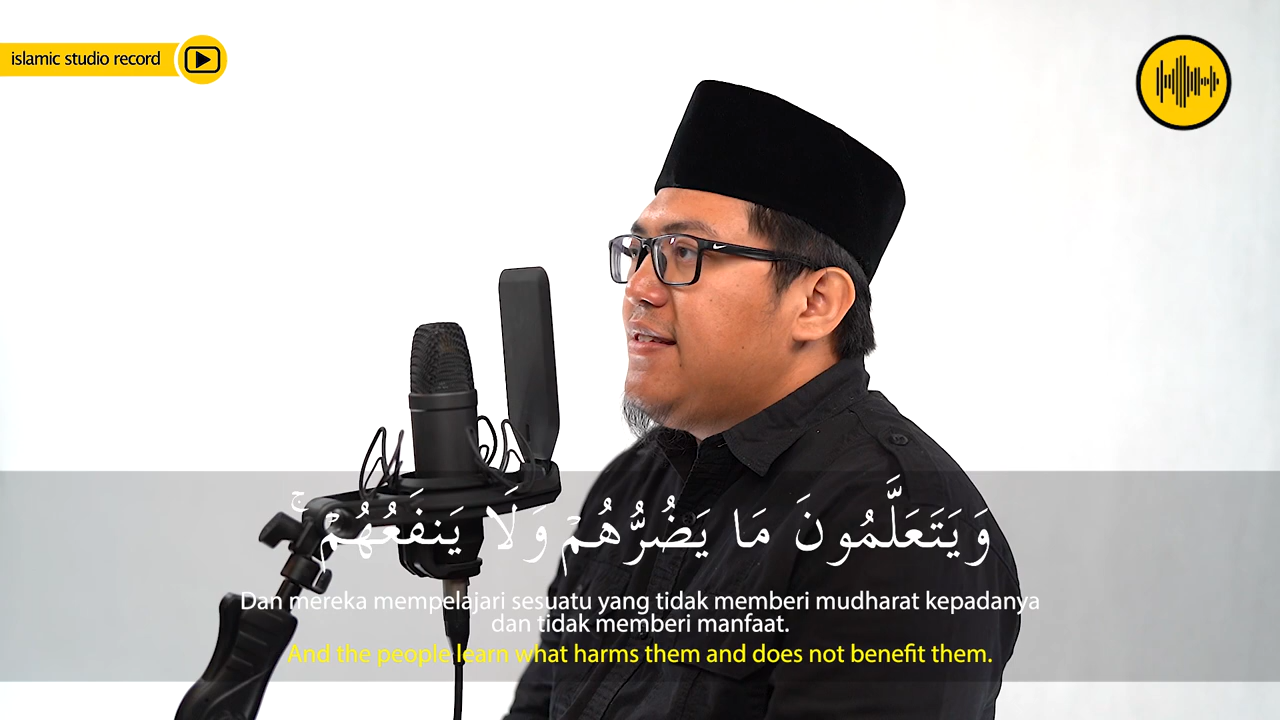 islamic studio record
وَيَتَعَلَّمُونَ مَا يَضُرُّهُمْ وَلَا يَنفَعُهُمْ ۚ
Dan mereka mempelajari sesuatu yang tidak memberi mudharat kepadanya
dan tidak memberi manfaat.
And the people learn what harms them and does not benefit them.